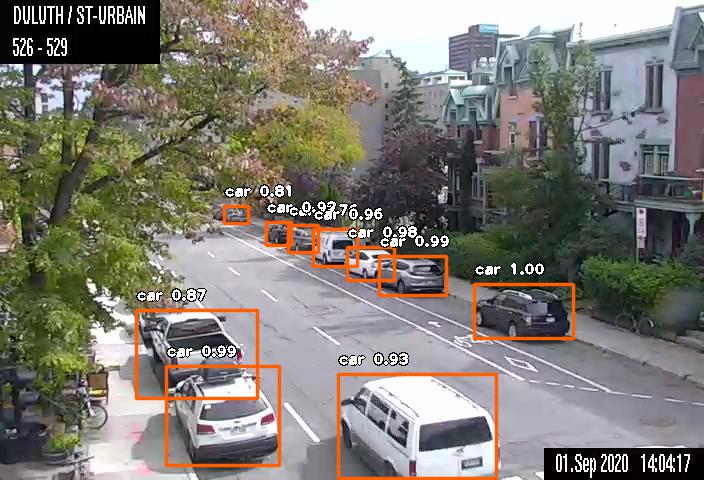 DULUTH / ST-URBAIN
526 - 529
car 0.81
car 0.92
car 0.96
car 0.98
car 0.99
car 1.00
car 0.87
car 0.99
car 0.93
01.Sep 2020 14:04:17